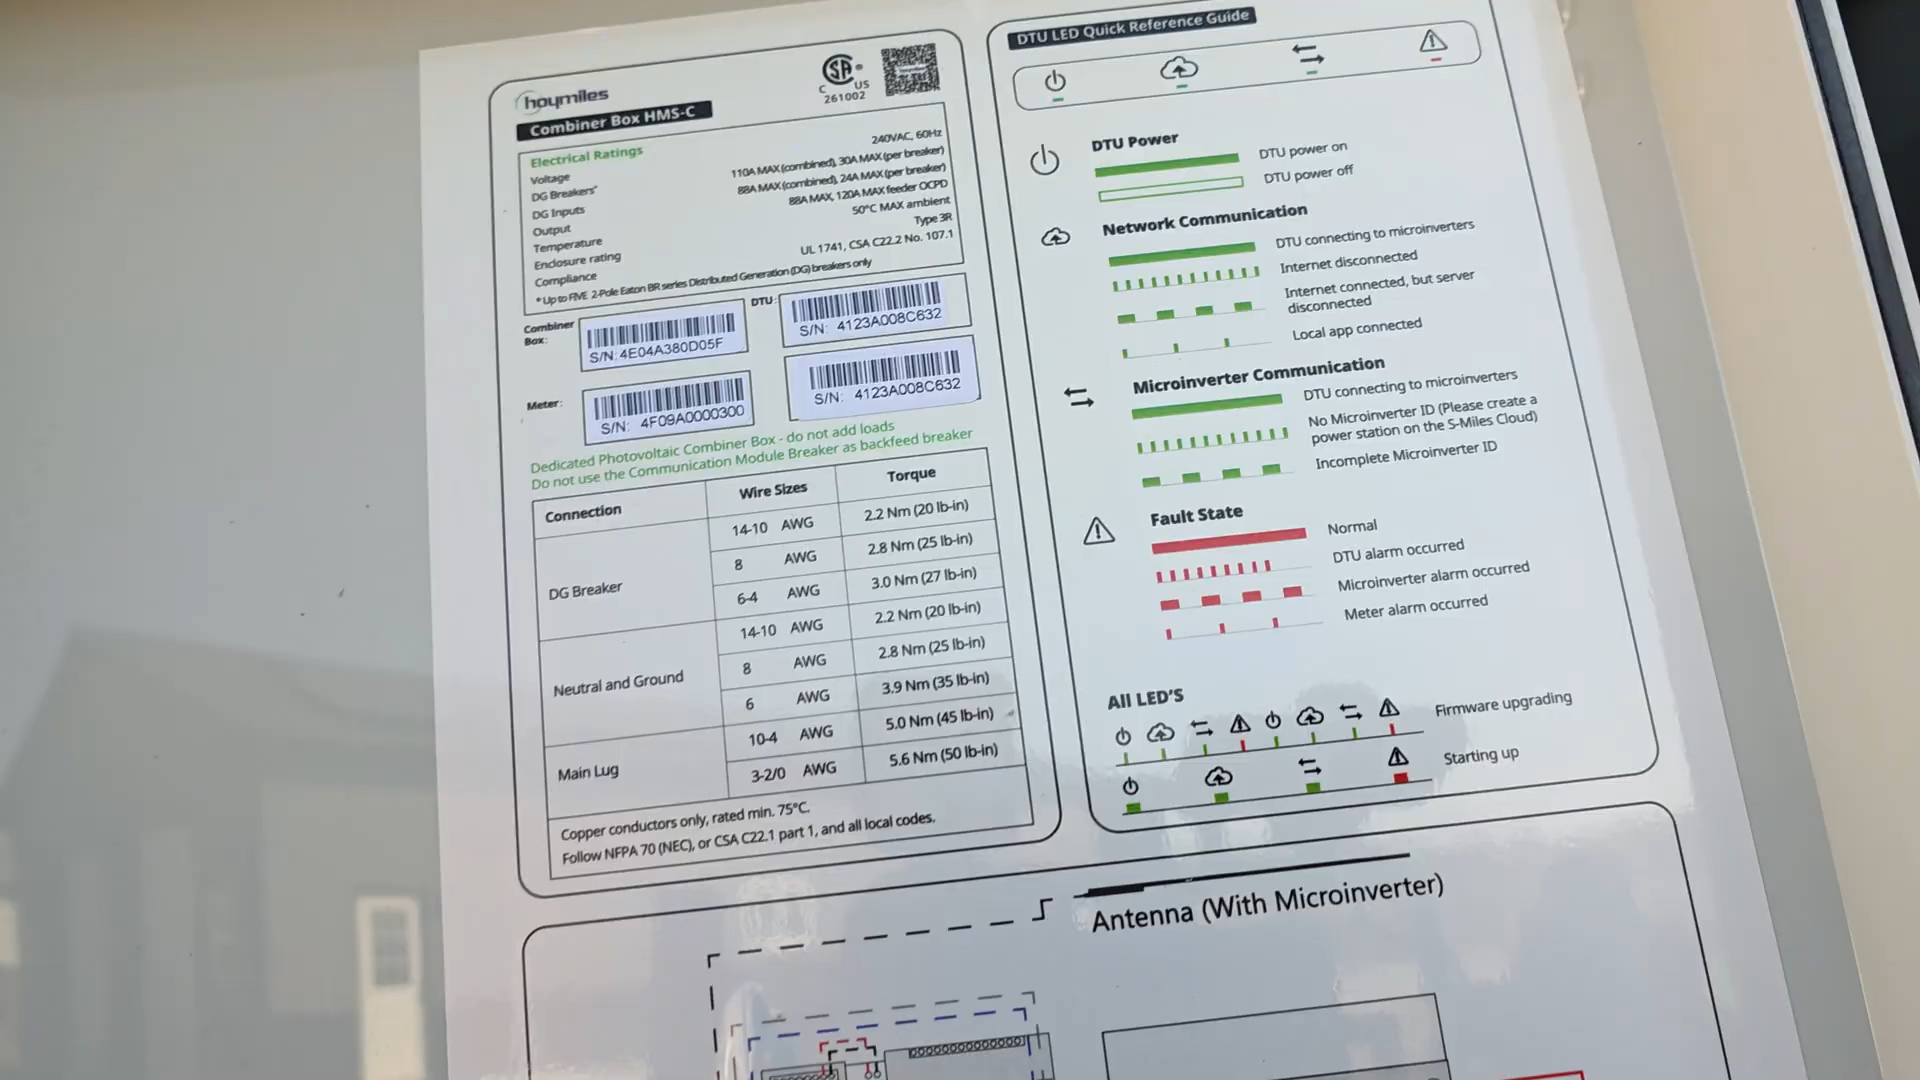 hoymiles
Combiner Box HMS-C
SA
C US
261002
Electrical Ratings
Voltage 240VAC, 60Hz
DG Breakers* 110A MAX (combined), 30A MAX (per breaker)
DG Inputs 88A MAX (combined), 24A MAX (per breaker)
Output 88A MAX, 120A MAX feeder OCPD
Temperature 50°C MAX ambient
Enclosure rating Type 3R
Compliance UL 1741, CSA C22.2 No. 107.1
* Up to FIVE 2-Pole Eaton BR series Distributed Generation (DG) breakers only
Combiner Box:
S/N: 4E04A380D05F
DTU:
S/N: 4123A008C632
Meter:
S/N: 4F09A0000300
S/N: 4123A008C632
Dedicated Photovoltaic Combiner Box - do not add loads
Do not use the Communication Module Breaker as backfeed breaker
Connection Wire Sizes Torque
DG Breaker
14-10 AWG 2.2 Nm (20 lb-in)
8 AWG 2.8 Nm (25 lb-in)
6-4 AWG 3.0 Nm (27 lb-in)
Neutral and Ground
14-10 AWG 2.2 Nm (20 lb-in)
8 AWG 2.8 Nm (25 lb-in)
6 AWG 3.9 Nm (35 lb-in)
Main Lug
10-4 AWG 5.0 Nm (45 lb-in)
3-2/0 AWG 5.6 Nm (50 lb-in)
Copper conductors only, rated min. 75°C.
Follow NFPA 70 (NEC), or CSA C22.1 part 1, and all local codes.
DTU LED Quick Reference Guide
DTU Power
DTU power on
DTU power off
Network Communication
DTU connecting to microinverters
Internet disconnected
Internet connected, but server
disconnected
Local app connected
Microinverter Communication
DTU connecting to microinverters
No Microinverter ID (Please create a
power station on the S-Miles Cloud)
Incomplete Microinverter ID
Fault State
Normal
DTU alarm occurred
Microinverter alarm occurred
Meter alarm occurred
All LED'S
Firmware upgrading
Starting up
Antenna (With Microinverter)